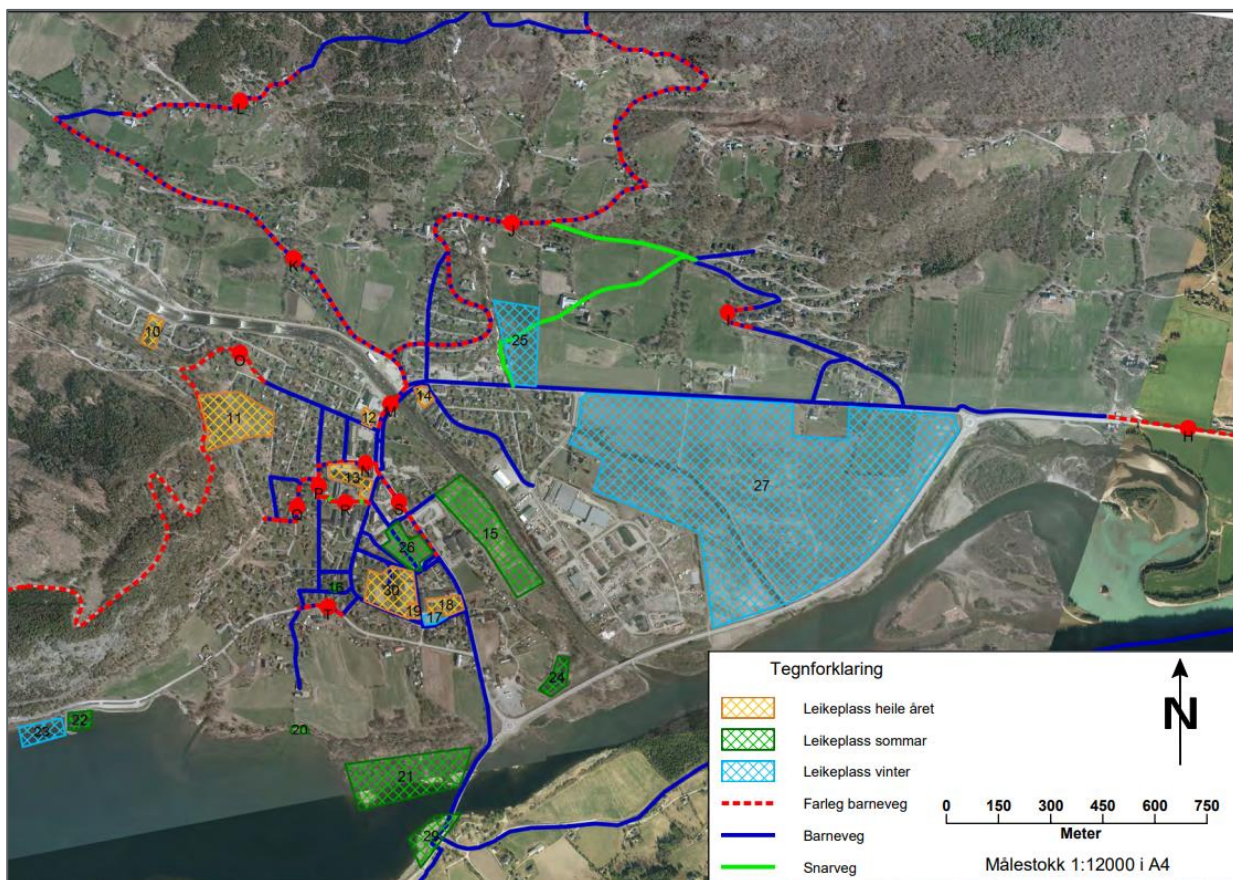 L
J
K
I
10
O
25
11
14
12
M
H
N
13
P
27
Q
R
S
15
26
16
30
18
19
17
T
24
22
23
20
21
29
Tegnforklaring
Leikeplass heile året
Leikeplass sommar
Leikeplass vinter
Farleg barneveg
Barneveg
Snarveg
N
0 150 300 450 600 750
Meter
Målestokk 1:12000 i A4